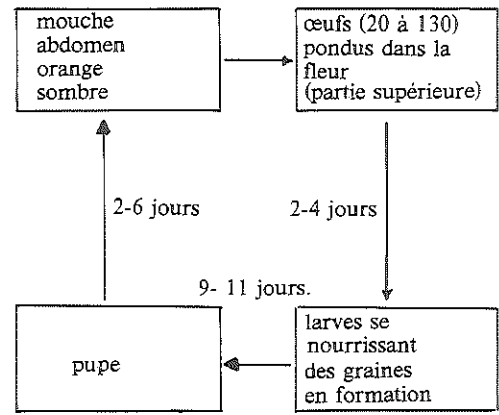 mouche
abdomen
orange
sombre
œufs (20 à 130)
pondus dans la
fleur
(partie supérieure)
2-6 jours
2-4 jours
9- 11 jours.
pupe
larves se
nourrissant
des graines
en formation